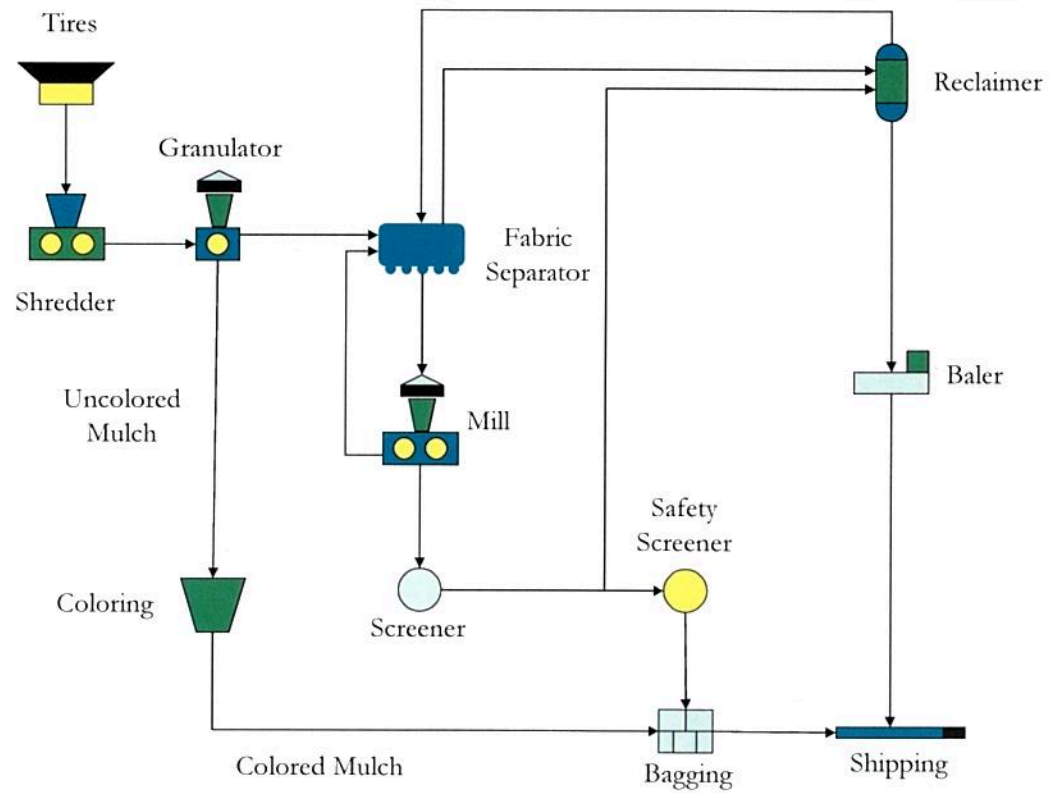 Tires
Reclaimer
Granulator
Fabric
Separator
Shredder
Uncolored
Mulch
Mill
Baler
Safety
Screener
Coloring
Screener
Colored Mulch
Bagging
Shipping